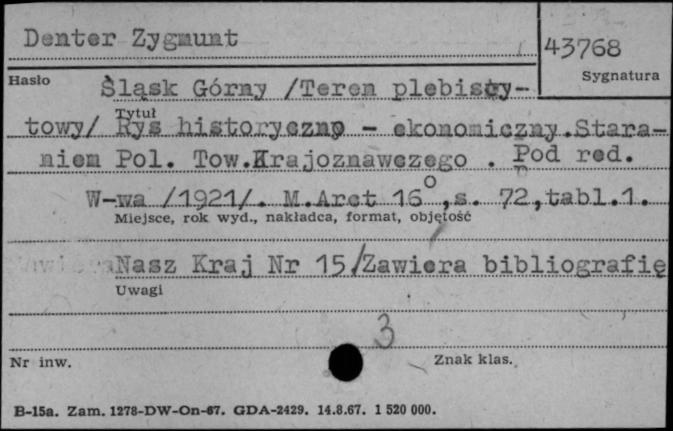 Denter Zygmunt
43768
Sygnatura
Hasło
Śląsk Górny /Teren plebiscy-
Tytuł
towy/ Rys historyczny - ekonomiczny.Stara-
niem Pol. Tow.Krajoznawczego . Pod red.
W-wa /1921/. M.Arct 16°,s. 72,tabl.1.
Miejsce, rok wyd., nakładca, format, objętość
Nasz Kraj Nr 15/Zawiera bibliografię
Uwagi
3
Nr inw.
Znak klas.
B-15a. Zam. 1278-DW-On-67. GDA-2429. 14.8.67. 1 520 000.